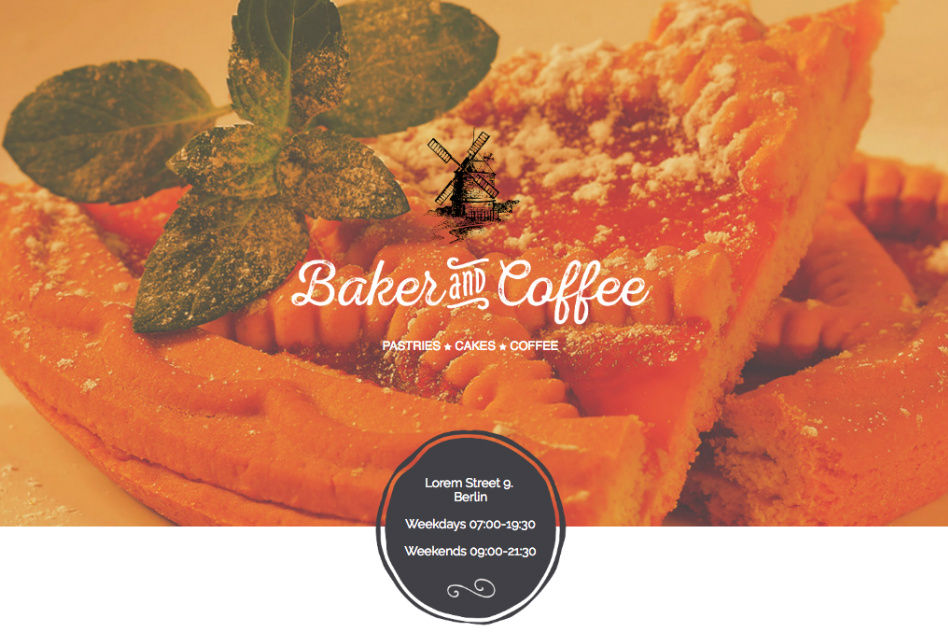 Baker and Coffee
PASTRIES ★ CAKES ★ COFFEE
Lorem Street 9.
Berlin
Weekdays 07:00-19:30
Weekends 09:00-21:30